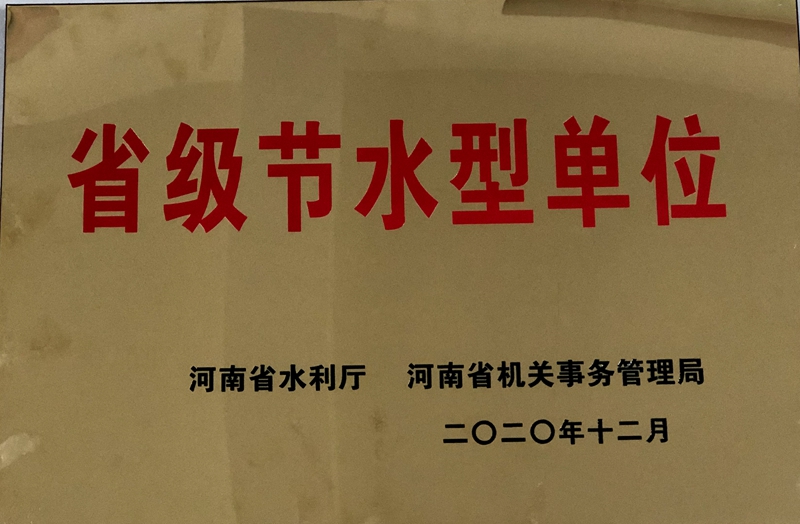 省级节水型单位
河南省水利厅 河南省机关事务管理局
二〇二〇年十二月